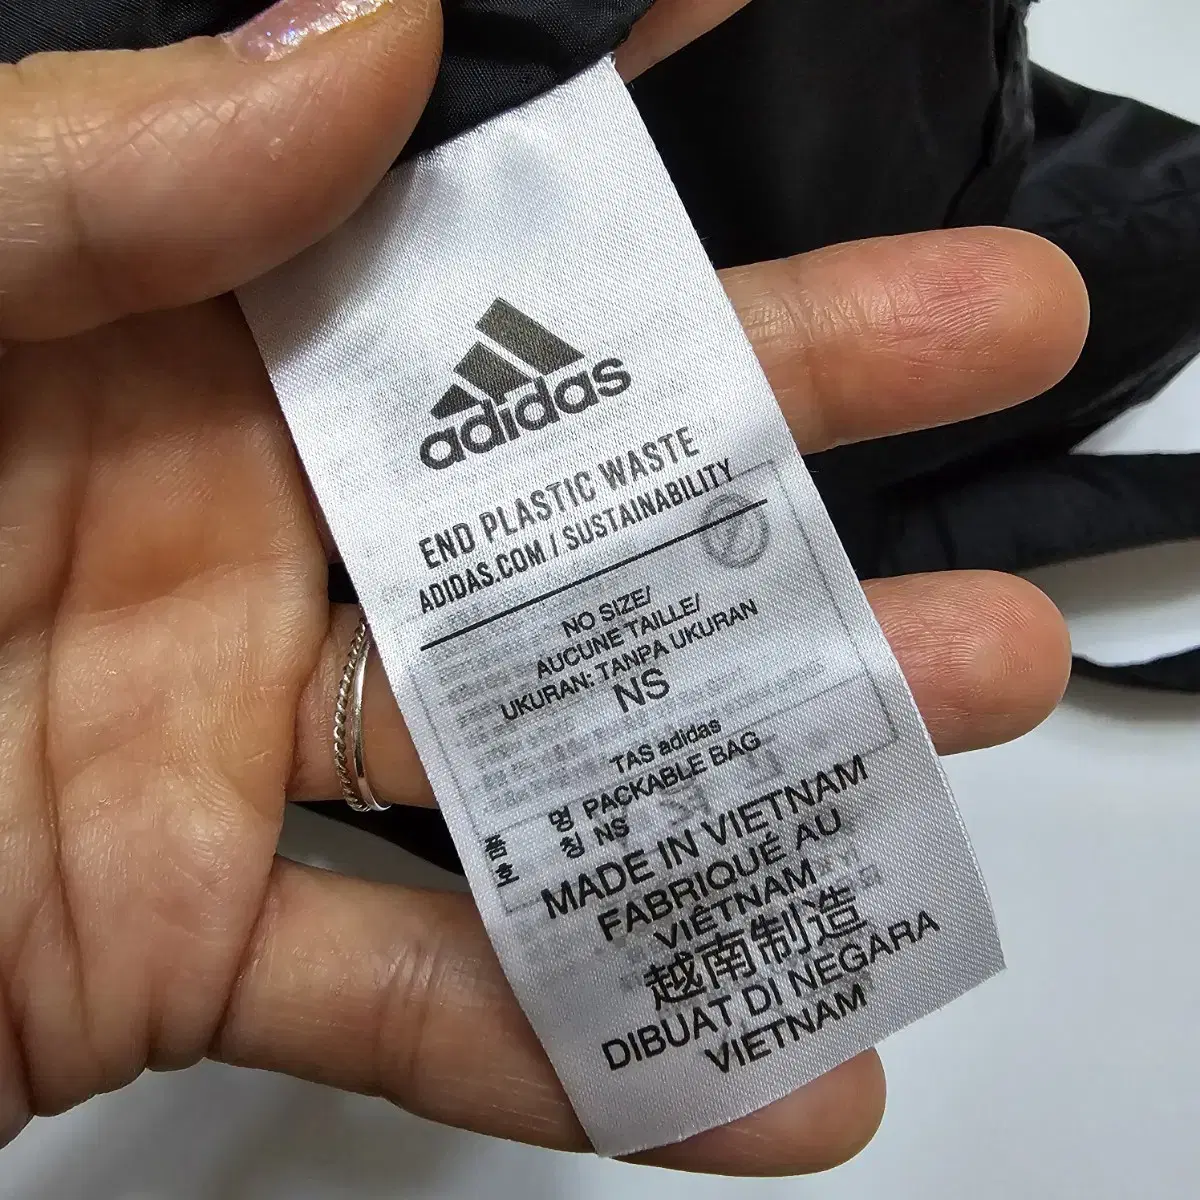 adidas
END PLASTIC WASTE
ADIDAS.COM / SUSTAINABILITY
NO SIZE/
AUCUNE TAILLE/
UKURAN: TANPA UKURAN
NS
TAS adidas
품 명 PACKABLE BAG
호 칭 NS
MADE IN VIETNAM
FABRIQUÉ AU
VIÊTNAM
越南制造
DIBUAT DI NEGARA
VIETNAM